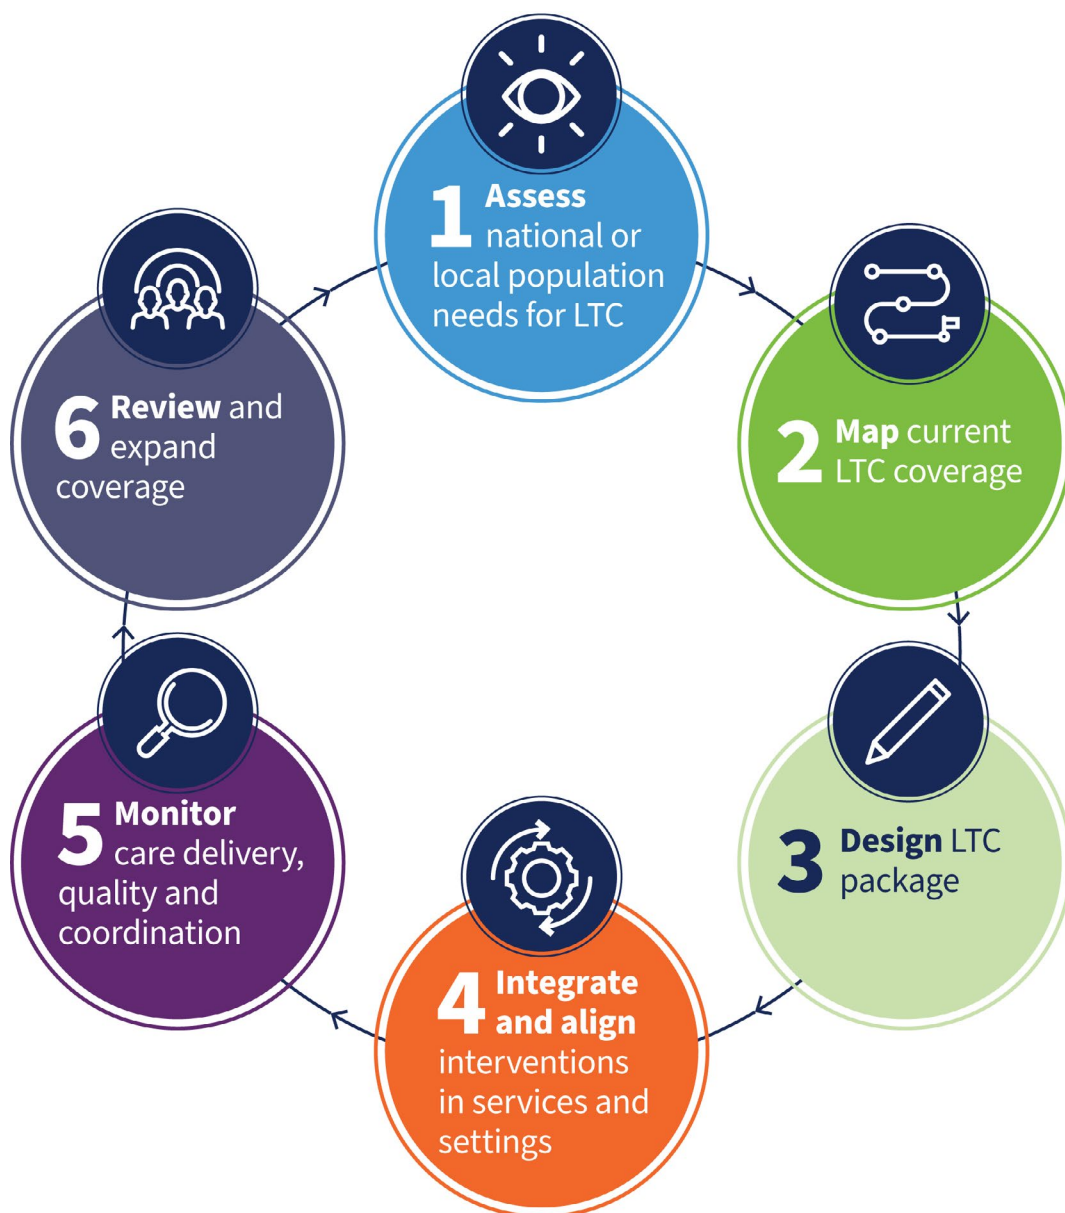 1 Assess
national or
local population
needs for LTC
2 Map current
LTC coverage
3 Design LTC
package
4 Integrate
and align
interventions
in services and
settings
5 Monitor
care delivery,
quality and
coordination
6 Review and
expand
coverage